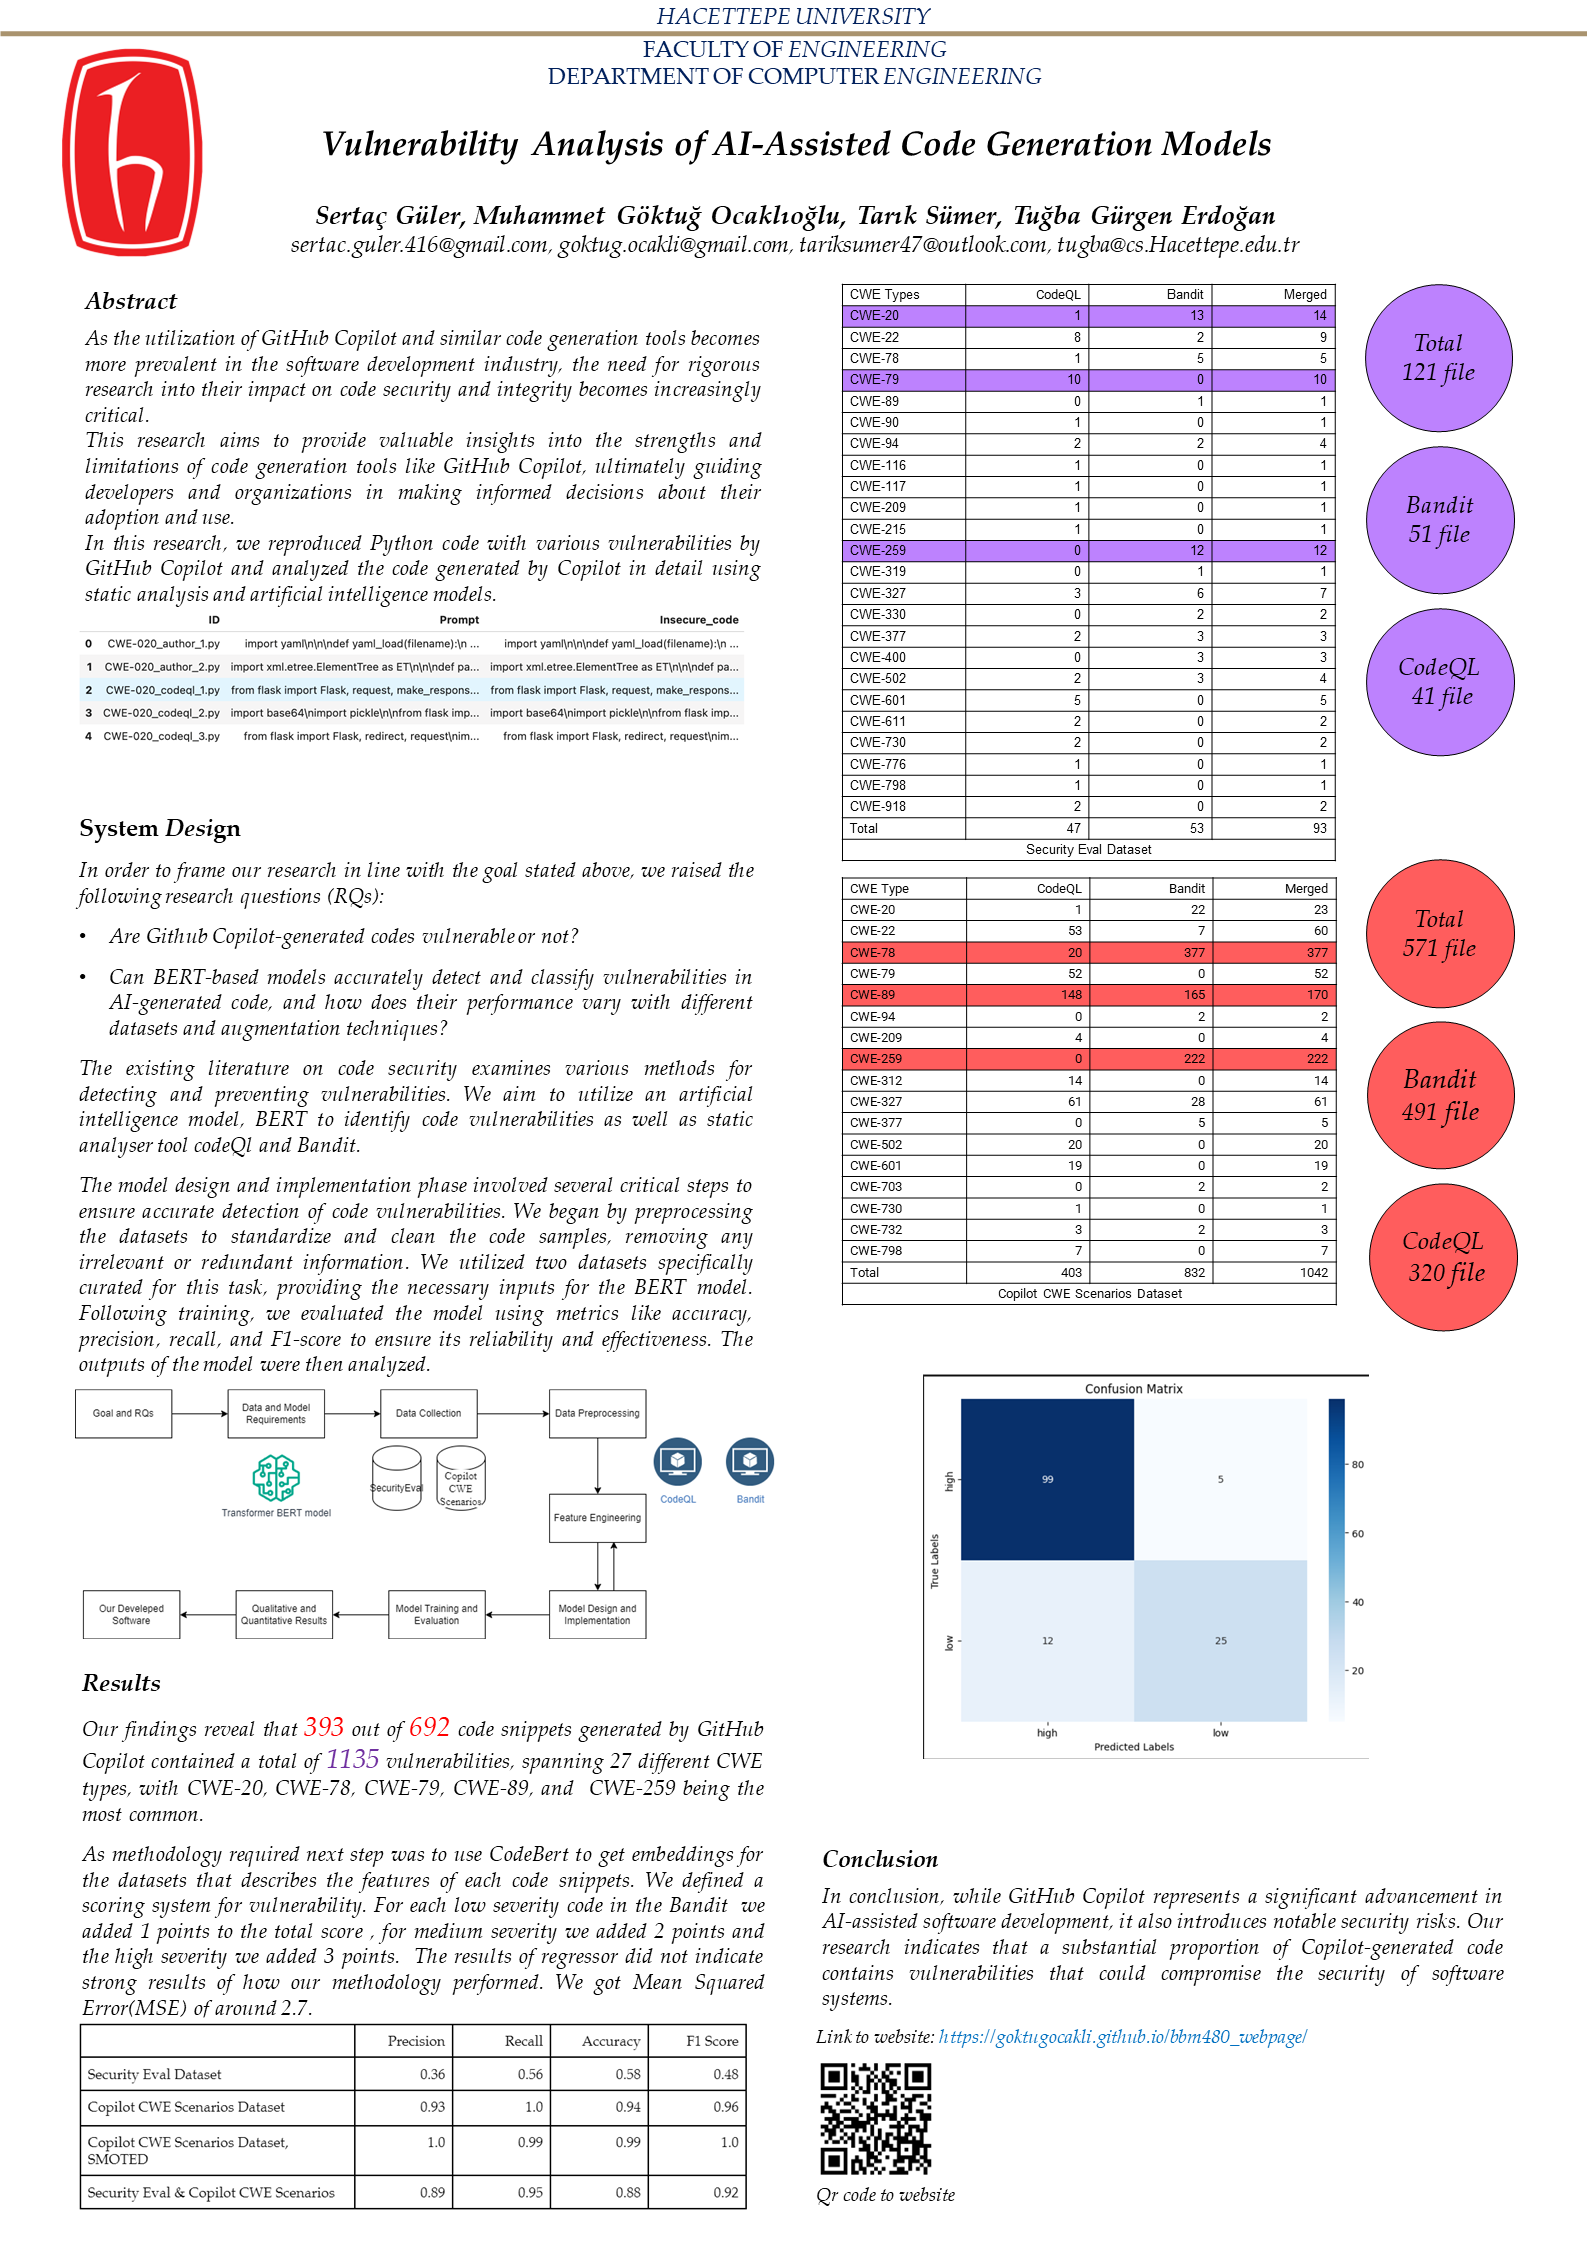 HACETTEPE UNIVERSITY
FACULTY OF ENGINEERING
DEPARTMENT OF COMPUTER ENGINEERING
Vulnerability Analysis of AI-Assisted Code Generation Models
Sertaç Güler, Muhammet Göktuğ Ocaklıoğlu, Tarık Sümer, Tuğba Gürgen Erdoğan
sertac.guler.416@gmail.com, goktug.ocakli@gmail.com, tariksumer47@outlook.com, tugba@cs.Hacettepe.edu.tr
Abstract
As the utilization of GitHub Copilot and similar code generation tools becomes
more prevalent in the software development industry, the need for rigorous
research into their impact on code security and integrity becomes increasingly
critical.
This research aims to provide valuable insights into the strengths and
limitations of code generation tools like GitHub Copilot, ultimately guiding
developers and organizations in making informed decisions about their
adoption and use.
In this research, we reproduced Python code with various vulnerabilities by
GitHub Copilot and analyzed the code generated by Copilot in detail using
static analysis and artificial intelligence models.
ID Prompt Insecure_code
0 CWE-020_author_1.py import yaml\n\n\ndef yaml_load(filename):\n ... import yaml\n\n\ndef yaml_load(filename):\n ...
1 CWE-020_author_2.py import xml.etree.ElementTree as ET\n\n\ndef pa... import xml.etree.ElementTree as ET\n\n\ndef pa...
2 CWE-020_codeql_1.py from flask import Flask, request, make_respons... from flask import Flask, request, make_respons...
3 CWE-020_codeql_2.py import base64\nimport pickle\n\nfrom flask imp... import base64\nimport pickle\n\nfrom flask imp...
4 CWE-020_codeql_3.py from flask import Flask, redirect, request\nim... from flask import Flask, redirect, request\nim...
System Design
In order to frame our research in line with the goal stated above, we raised the
following research questions (RQs):
• Are Github Copilot-generated codes vulnerable or not?
• Can BERT-based models accurately detect and classify vulnerabilities in
AI-generated code, and how does their performance vary with different
datasets and augmentation techniques?
The existing literature on code security examines various methods for
detecting and preventing vulnerabilities. We aim to utilize an artificial
intelligence model, BERT to identify code vulnerabilities as well as static
analyser tool codeQl and Bandit.
The model design and implementation phase involved several critical steps to
ensure accurate detection of code vulnerabilities. We began by preprocessing
the datasets to standardize and clean the code samples, removing any
irrelevant or redundant information. We utilized two datasets specifically
curated for this task, providing the necessary inputs for the BERT model.
Following training, we evaluated the model using metrics like accuracy,
precision, recall, and F1-score to ensure its reliability and effectiveness. The
outputs of the model were then analyzed.
Goal and RQs
Data and Model
Requirements
Data Collection
Data Preprocessing
Transformer BERT model
SecurityEval
Copilot
CWE
Scenarios
CodeQL
Bandit
Feature Engineering
Our Develeped
Software
Qualitative and
Quantitative Results
Model Training and
Evaluation
Model Design and
Implementation
Results
Our findings reveal that 393 out of 692 code snippets generated by GitHub
Copilot contained a total of 1135 vulnerabilities, spanning 27 different CWE
types, with CWE-20, CWE-78, CWE-79, CWE-89, and CWE-259 being the
most common.
As methodology required next step was to use CodeBert to get embeddings for
the datasets that describes the features of each code snippets. We defined a
scoring system for vulnerability. For each low severity code in the Bandit we
added 1 points to the total score , for medium severity we added 2 points and
the high severity we added 3 points. The results of regressor did not indicate
strong results of how our methodology performed. We got Mean Squared
Error(MSE) of around 2.7.
Precision Recall Accuracy F1 Score
Security Eval Dataset 0.36 0.56 0.58 0.48
Copilot CWE Scenarios Dataset 0.93 1.0 0.94 0.96
Copilot CWE Scenarios Dataset, 1.0 0.99 0.99 1.0
SMOTED
Security Eval & Copilot CWE Scenarios 0.89 0.95 0.88 0.92
CWE Types CodeQL Bandit Merged
CWE-20 1 13 14
CWE-22 8 2 9
CWE-78 1 5 5
CWE-79 10 0 10
CWE-89 0 1 1
CWE-90 1 0 1
CWE-94 2 2 4
CWE-116 1 0 1
CWE-117 1 0 1
CWE-209 1 0 1
CWE-215 1 0 1
CWE-259 0 12 12
CWE-319 0 1 1
CWE-327 3 6 7
CWE-330 0 2 2
CWE-377 2 3 3
CWE-400 0 3 3
CWE-502 2 3 4
CWE-601 5 0 5
CWE-611 2 0 2
CWE-730 2 0 2
CWE-776 1 0 1
CWE-798 1 0 1
CWE-918 2 0 2
Total 47 53 93
Security Eval Dataset
Total
121 file
Bandit
51 file
CodeQL
41 file
CWE Type CodeQL Bandit Merged
CWE-20 1 22 23
CWE-22 53 7 60
CWE-78 20 377 377
CWE-79 52 0 52
CWE-89 148 165 170
CWE-94 0 2 2
CWE-209 4 0 4
CWE-259 0 222 222
CWE-312 14 0 14
CWE-327 61 28 61
CWE-377 0 5 5
CWE-502 20 0 20
CWE-601 19 0 19
CWE-703 0 2 2
CWE-730 1 0 1
CWE-732 3 2 3
CWE-798 7 0 7
Total 403 832 1042
Copilot CWE Scenarios Dataset
Total
571 file
Bandit
491 file
CodeQL
320 file
Confusion Matrix
True Labels
high
99 5
low
12 25
high low
Predicted Labels
80
60
40
20
Conclusion
In conclusion, while GitHub Copilot represents a significant advancement in
AI-assisted software development, it also introduces notable security risks. Our
research indicates that a substantial proportion of Copilot-generated code
contains vulnerabilities that could compromise the security of software
systems.
Link to website: https://goktugocakli.github.io/bbm480_webpage/
Qr code to website